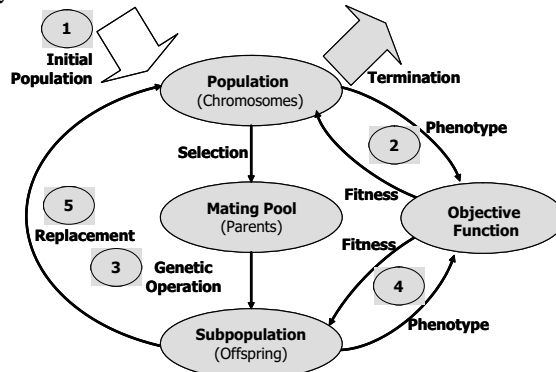 1
Initial
Population
Population
(Chromosomes)
Termination
Phenotype
2
Selection
Fitness
5
Replacement
Mating Pool
(Parents)
Objective
Function
Fitness
3
Genetic
Operation
4
Phenotype
Subpopulation
(Offspring)